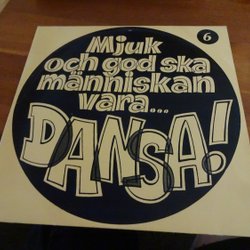 6
Mjuk
och god ska
människan
vara...
DANSA!